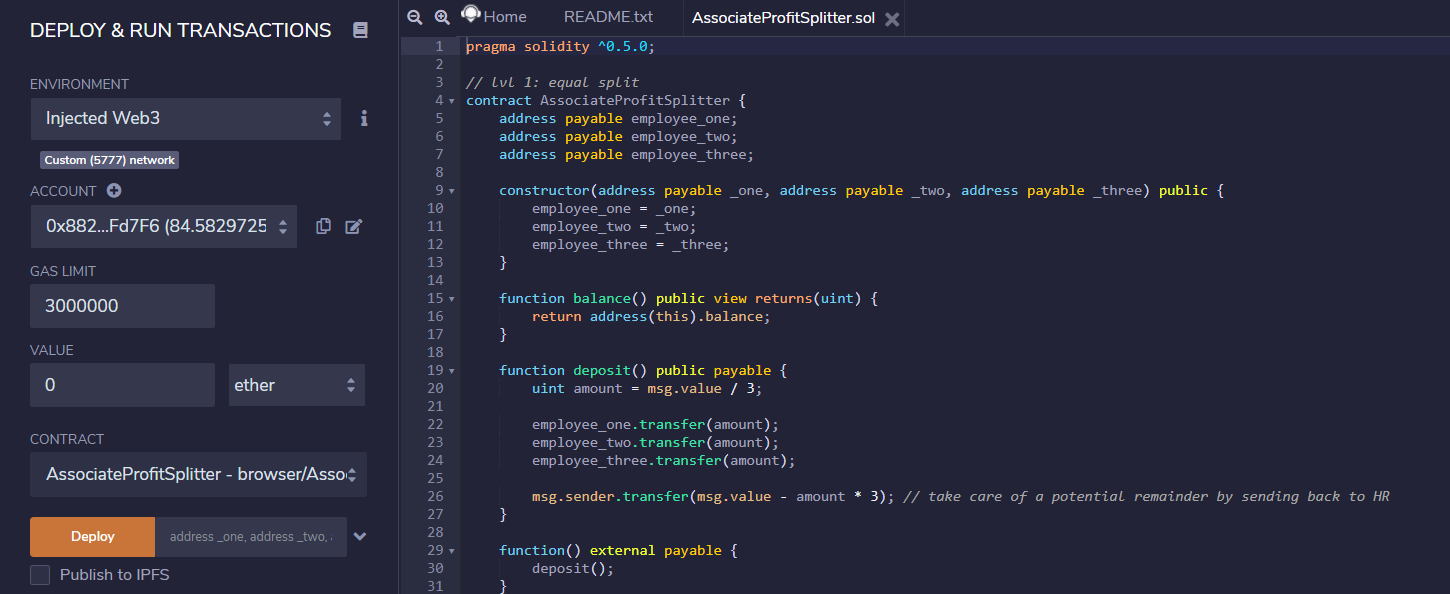 DEPLOY & RUN TRANSACTIONS
ENVIRONMENT
Injected Web3
i
Custom (5777) network
ACCOUNT
0x882...Fd7F6 (84.5829725
GAS LIMIT
3000000
VALUE
0
ether
CONTRACT
AssociateProfitSplitter - browser/Asso
Deploy
address _one, address _two,
Publish to IPFS
Home
README.txt
AssociateProfitSplitter.sol
1 pragma solidity ^0.5.0;
2
3 // lvl 1: equal split
4 contract AssociateProfitSplitter {
5 address payable employee_one;
6 address payable employee_two;
7 address payable employee_three;
8
9 constructor(address payable _one, address payable _two, address payable _three) public {
10 employee_one = _one;
11 employee_two = _two;
12 employee_three = _three;
13 }
14
15 function balance() public view returns(uint) {
16 return address(this).balance;
17 }
18
19 function deposit() public payable {
20 uint amount = msg.value / 3;
21
22 employee_one.transfer(amount);
23 employee_two.transfer(amount);
24 employee_three.transfer(amount);
25
26 msg.sender.transfer(msg.value - amount * 3); // take care of a potential remainder by sending back to HR
27 }
28
29 function() external payable {
30 deposit();
31 }